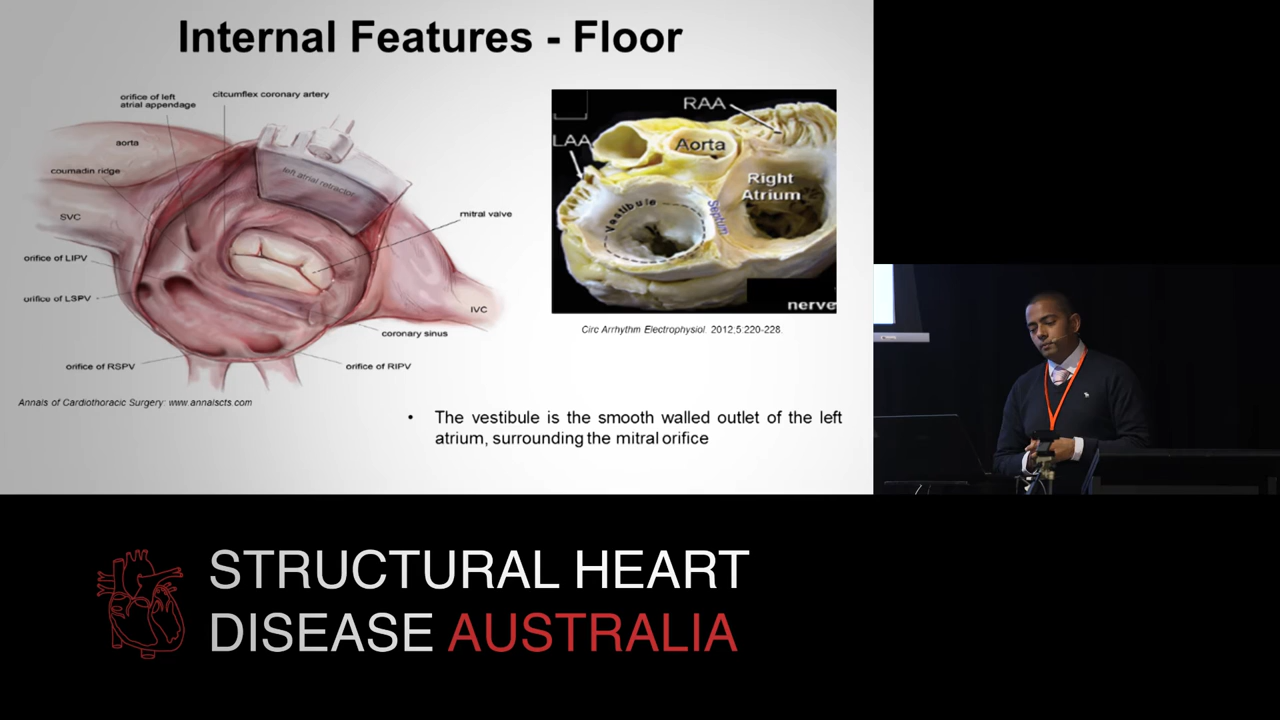 Internal Features - Floor
orifice of left
atrial appendage
citcumflex coronary artery
aorta
coumadin ridge
left atrial retractor
SVC
mitral valve
orifice of LIPV
orifice of LSPV
IVC
coronary sinus
orifice of RSPV
orifice of RIPV
Annals of Cardiothoracic Surgery: www.annalscts.com
RAA
LAA
Aorta
Right
Atrium
Vestibule
Septum
nerve
Circ Arrhythm Electrophysiol. 2012;5:220-228
• The vestibule is the smooth walled outlet of the left
atrium, surrounding the mitral orifice
STRUCTURAL HEART
DISEASE AUSTRALIA